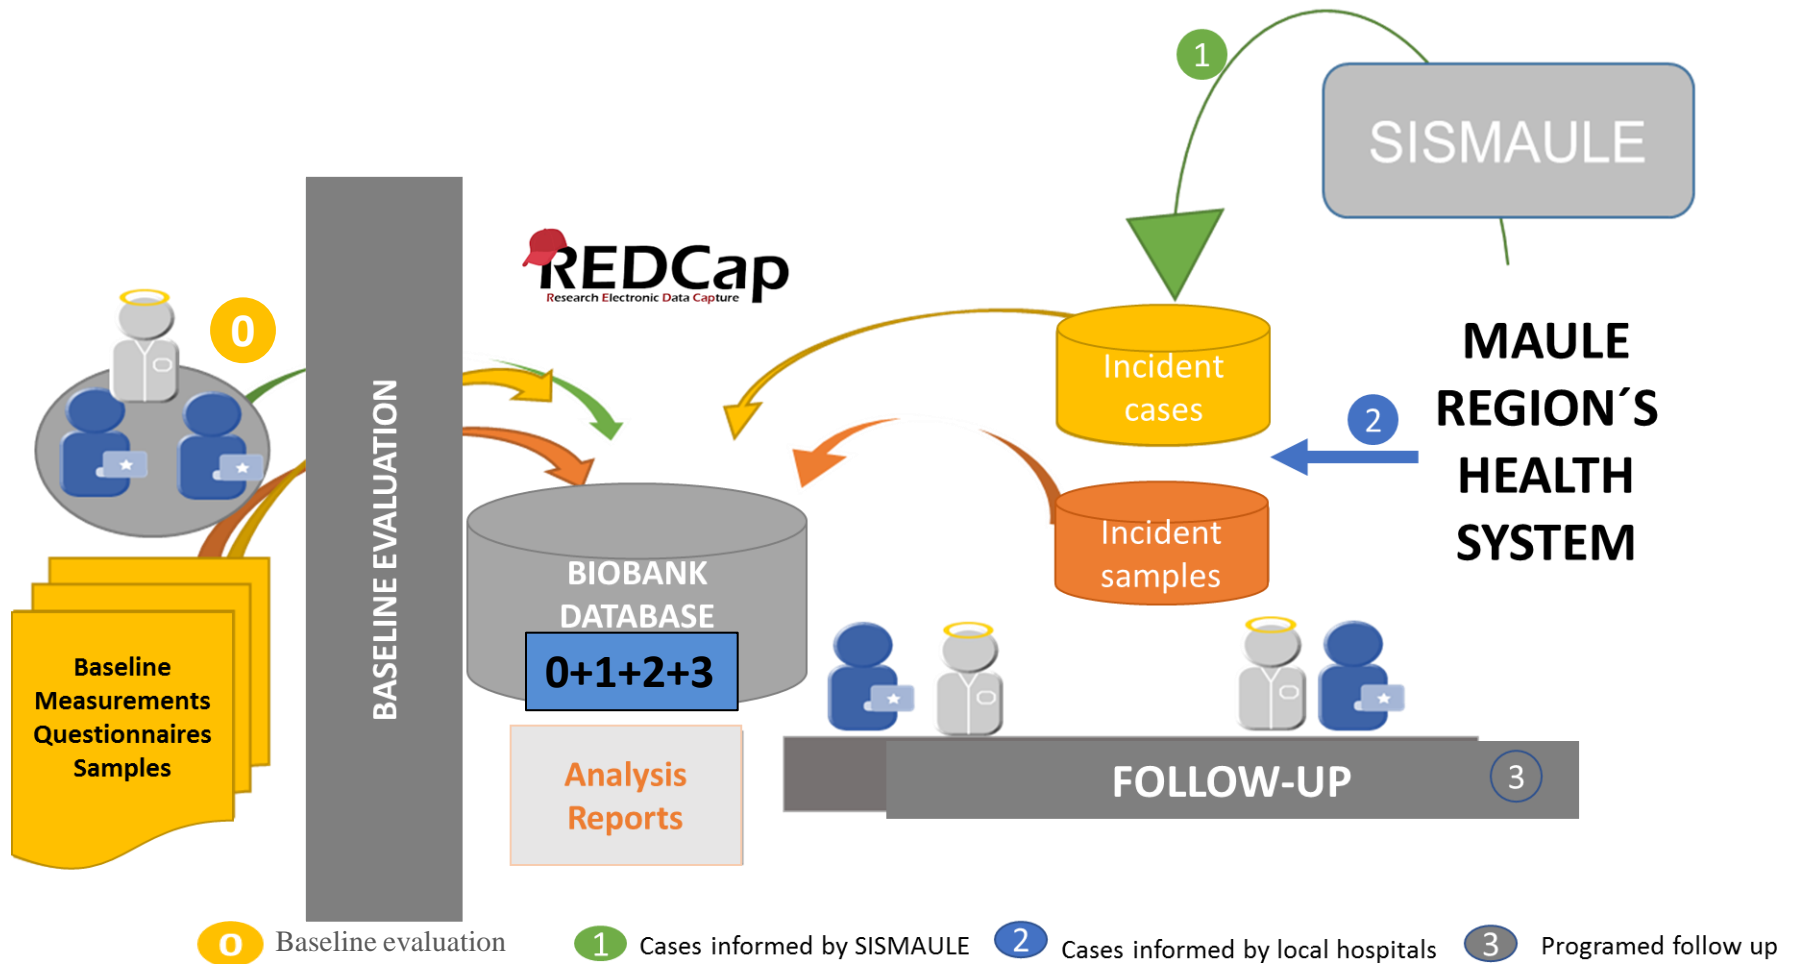 1
SISMAULE
REDCap
Research Electronic Data Capture
0
MAULE
REGION´S
HEALTH
SYSTEM
Incident
cases
2
BASELINE EVALUATION
Incident
samples
BIOBANK
DATABASE
0+1+2+3
Baseline
Measurements
Questionnaires
Samples
Analysis
Reports
FOLLOW-UP
3
0 Baseline evaluation
1 Cases informed by SISMAULE
2 Cases informed by local hospitals
3 Programed follow up